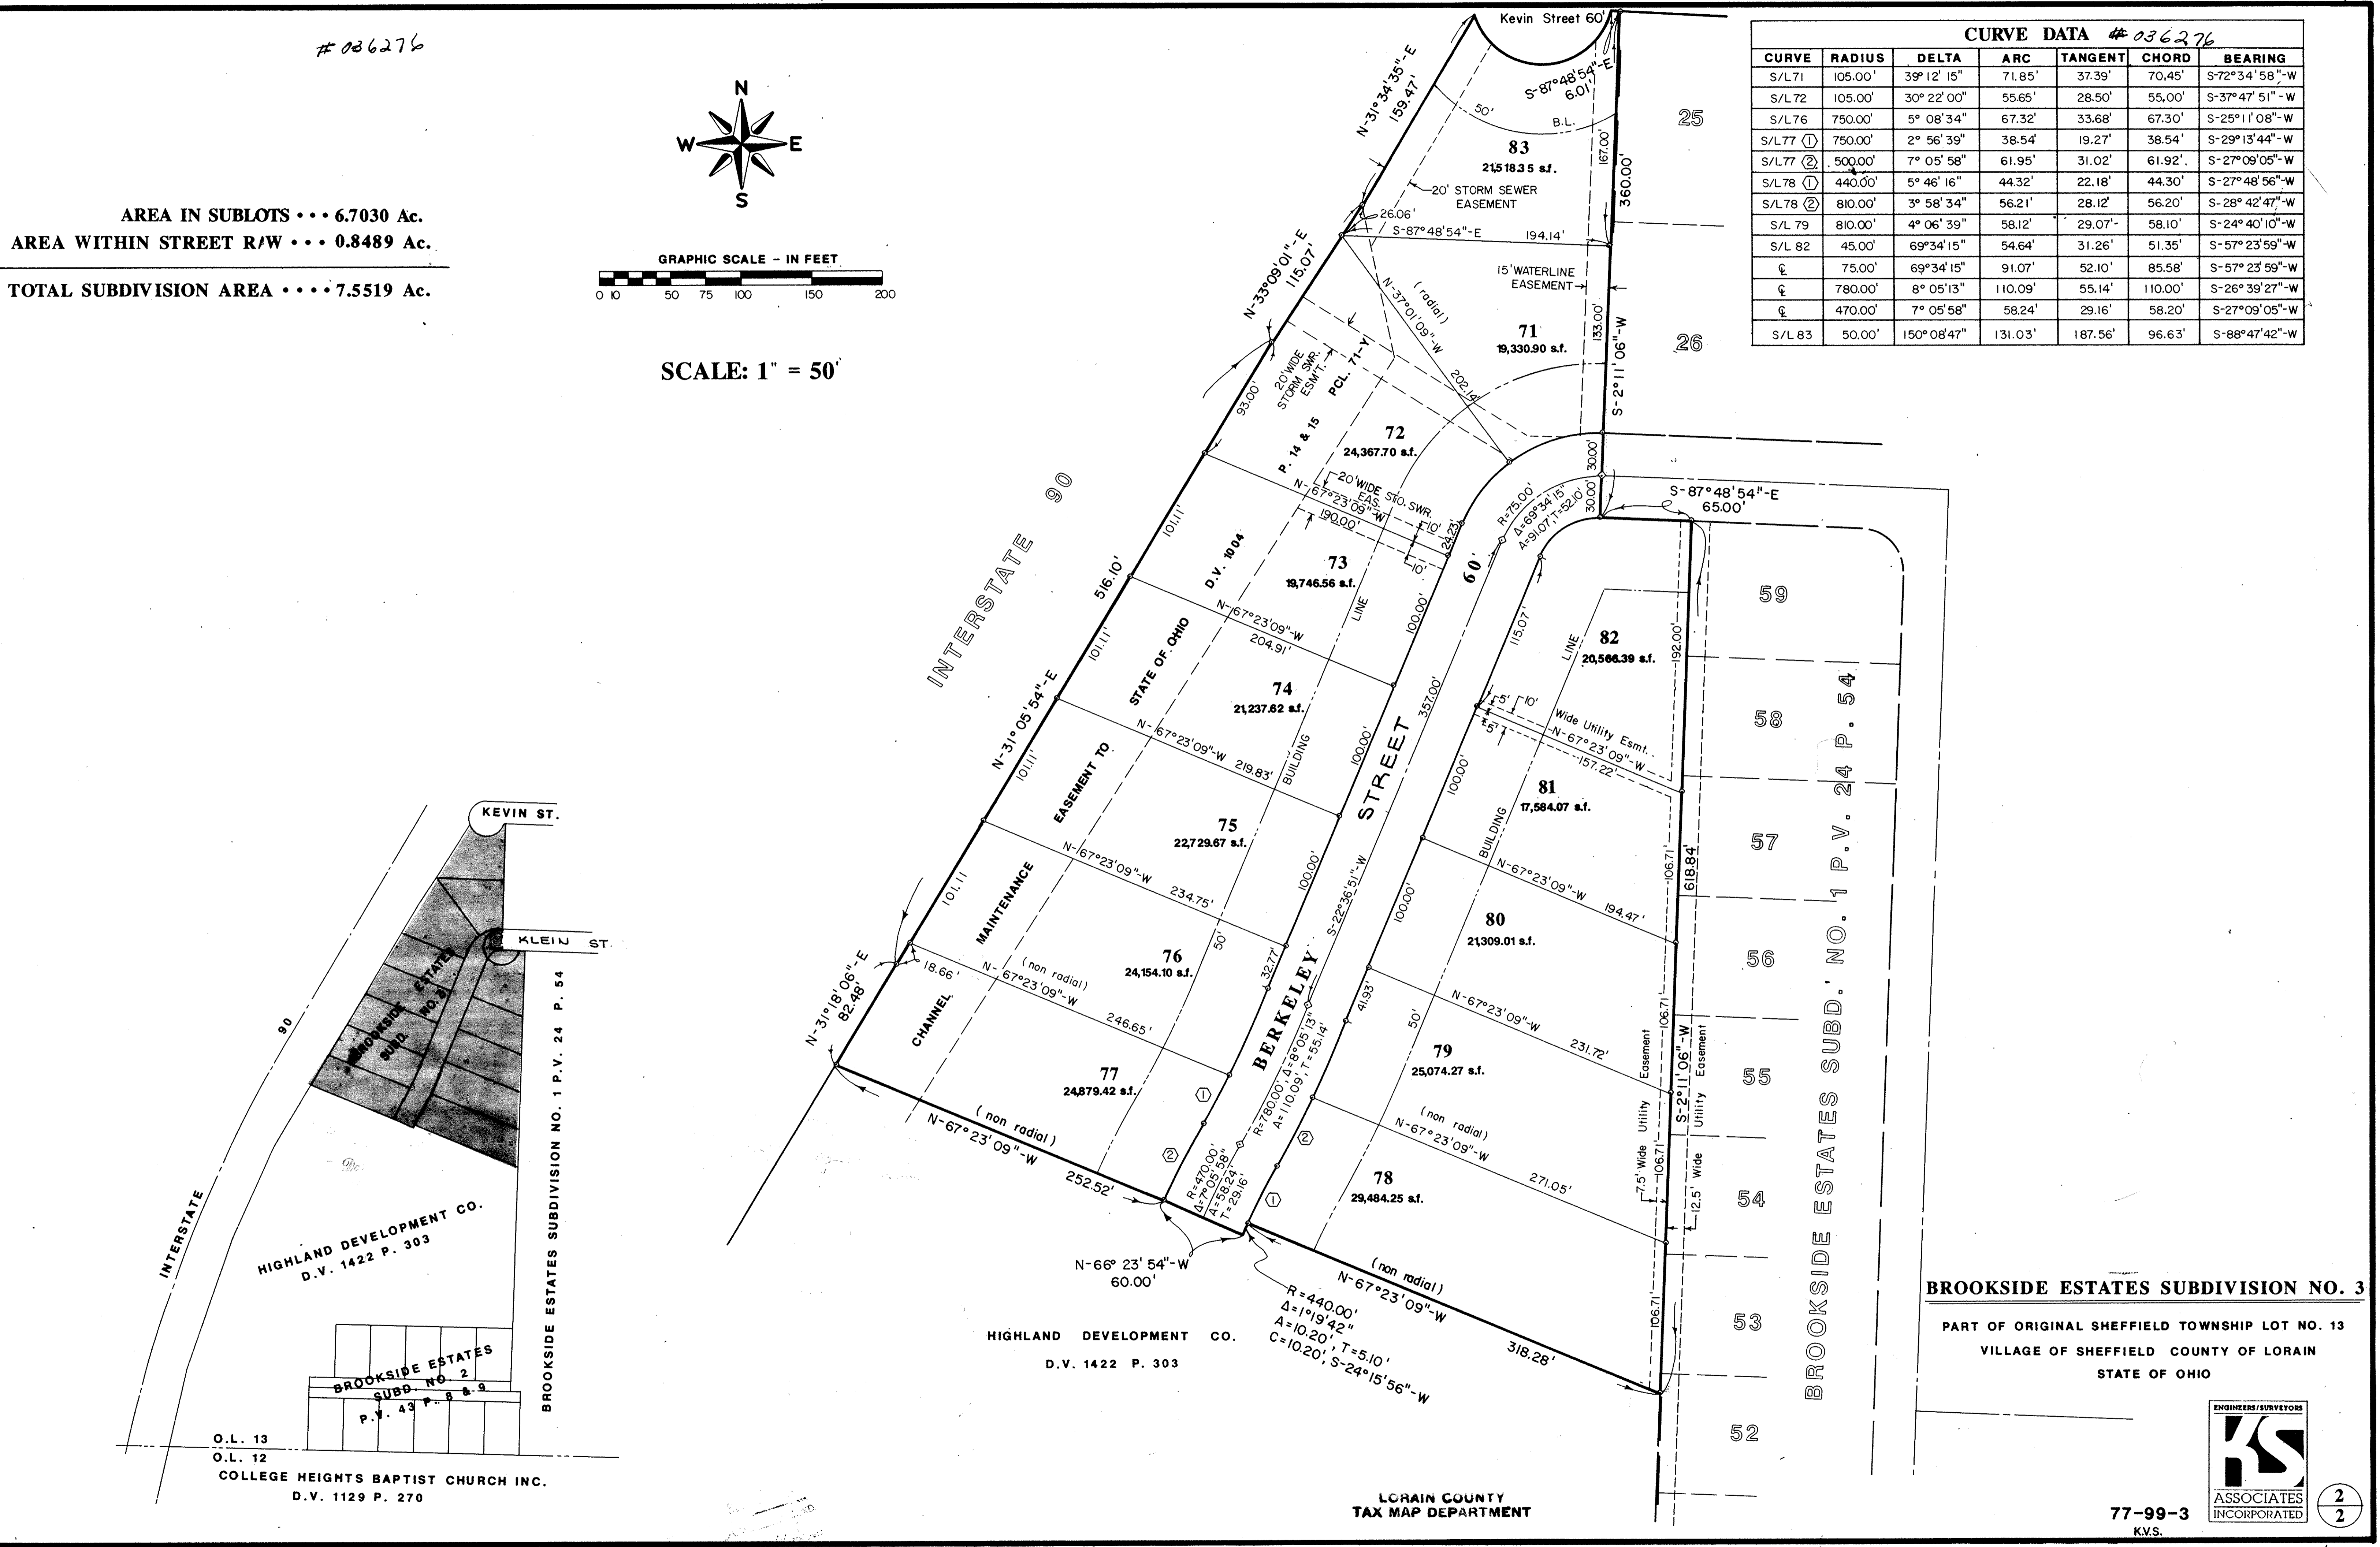 # 036276
N
W E
S
AREA IN SUBLOTS • • • 6.7030 Ac.
AREA WITHIN STREET R/W • • • 0.8489 Ac.
TOTAL SUBDIVISION AREA • • • • 7.5519 Ac.
GRAPHIC SCALE - IN FEET
0 10 50 75 100 150 200
SCALE: 1" = 50'
CURVE DATA # 036276
CURVE RADIUS DELTA ARC TANGENT CHORD BEARING
S/L71 105.00' 39° 12' 15" 71.85' 37.39' 70.45' S-72°34'58"-W
S/L72 105.00' 30° 22' 00" 55.65' 28.50' 55.00' S-37°47'51"-W
S/L76 750.00' 5° 08'34" 67.32' 33.68' 67.30' S-25°11'08"-W
S/L77 1 750.00' 2° 56'39" 38.54' 19.27' 38.54' S-29°13'44"-W
S/L77 2 500.00' 7° 05'58" 61.95' 31.02' 61.92' S-27°09'05"-W
S/L78 1 440.00' 5° 46'16" 44.32' 22.18' 44.30' S-27°48'56"-W
S/L78 2 810.00' 3° 58'34" 56.21' 28.12' 56.20' S-28°42'47"-W
S/L 79 810.00' 4° 06'39" 58.12' 29.07' 58.10' S-24°40'10"-W
S/L 82 45.00' 69°34'15" 54.64' 31.26' 51.35' S-57°23'59"-W
℄ 75.00' 69°34'15" 91.07' 52.10' 85.58' S-57°23'59"-W
℄ 780.00' 8° 05'13" 110.09' 55.14' 110.00' S-26°39'27"-W
℄ 470.00' 7° 05'58" 58.24' 29.16' 58.20' S-27°09'05"-W
S/L83 50.00' 150°08'47" 131.03' 187.56' 96.63' S-88°47'42"-W
Kevin Street 60'
N-31°34'35"-E
159.47'
S-87°48'54"-E
6.01'
50'
B.L.
83
21,518.35 s.f.
167.00'
360.00'
20' STORM SEWER
EASEMENT
26.06'
S-87°48'54"-E 194.14'
25
26
N-33°09'01"-E
115.07'
15' WATERLINE
EASEMENT
N-37°01'09"-W
(radial)
202.14'
71
19,330.90 s.f.
133.00'
S-2°11'06"-W
93.00'
20' WIDE
STORM SWR.
ESM'T.
P. 14 & 15 PCL. 71-Y
72
24,367.70 s.f.
20' WIDE STO. SWR.
EAS.
N-67°23'09"-W
190.00'
10'
10'
24.23'
30.00'
30.00'
R=75.00'
Δ=69°34'15"
A=91.07', T=52.10'
S-87°48'54"-E
65.00'
INTERSTATE 90
516.10'
N-31°05'54"-E
101.11'
101.11'
101.11'
101.11
D.V. 1004
STATE OF OHIO
EASEMENT TO
MAINTENANCE
CHANNEL
73
19,746.56 s.f.
LINE
100.00'
60'
N-67°23'09"-W
204.91'
74
21,237.62 s.f.
BUILDING
100.00'
357.00'
N-67°23'09"-W 219.83'
75
22,729.67 s.f.
100.00'
S-22°36'51"-W
N-67°23'09"-W 234.75'
76
24,154.10 s.f.
50'
32.77'
18.66'
(non radial)
N-67°23'09"-W
246.65'
N-31°18'06"-E
82.48'
77
24,879.42 s.f.
1
2
(non radial)
N-67°23'09"-W
252.52'
BERKELEY STREET
R=780.00', Δ=8°05'13"
A=110.09', T=55.14'
R=470.00'
Δ=7°05'58"
A=58.24'
T=29.16'
N-66° 23' 54"-W
60.00'
R=440.00'
Δ=1°19'42"
A=10.20', T=5.10'
C=10.20', S-24°15'56"-W
115.07'
LINE
82
20,566.39 s.f.
192.00'
5' 10'
5'
Wide Utility Esmt.
N-67°23'09"-W
157.22'
100.00'
81
17,584.07 s.f.
BUILDING
106.71'
618.84'
N-67°23'09"-W
194.47'
100.00'
80
21,309.01 s.f.
106.71'
N-67°23'09"-W
231.72'
41.93'
50'
79
25,074.27 s.f.
7.5' Wide Utility Easement
S-2°11'06"-W
12.5' Wide Utility Easement
106.71'
(non radial)
N-67°23'09"-W
271.05'
2
1
78
29,484.25 s.f.
106.71'
(non radial)
N-67°23'09"-W
318.28'
59
58
57
56
55
54
53
52
BROOKSIDE ESTATES SUBD. NO. 1 P.V. 24 P. 54
HIGHLAND DEVELOPMENT CO.
D.V. 1422 P. 303
KEVIN ST.
KLEIN ST.
BROOKSIDE ESTATES
SUBD. NO. 3
90
INTERSTATE
BROOKSIDE ESTATES SUBDIVISION NO. 1 P.V. 24 P. 54
HIGHLAND DEVELOPMENT CO.
D.V. 1422 P. 303
BROOKSIDE ESTATES
SUBD. NO. 2
P.V. 43 P. 8 & 9
O.L. 13
O.L. 12
COLLEGE HEIGHTS BAPTIST CHURCH INC.
D.V. 1129 P. 270
LORAIN COUNTY
TAX MAP DEPARTMENT
BROOKSIDE ESTATES SUBDIVISION NO. 3
PART OF ORIGINAL SHEFFIELD TOWNSHIP LOT NO. 13
VILLAGE OF SHEFFIELD COUNTY OF LORAIN
STATE OF OHIO
ENGINEERS/SURVEYORS
KS
ASSOCIATES
INCORPORATED
77-99-3
K.V.S.
2
2